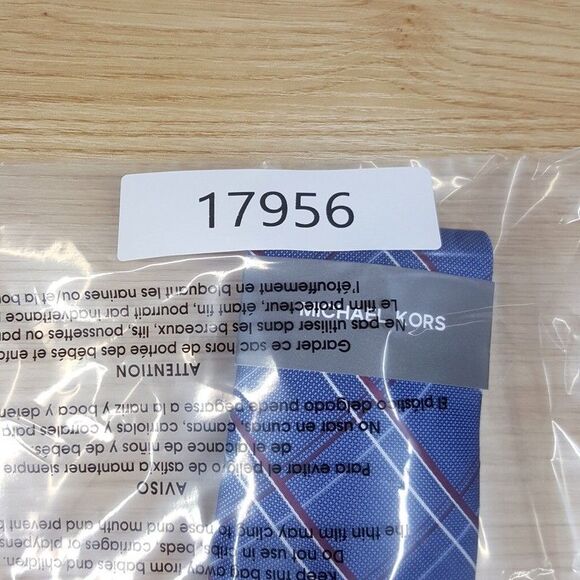 17956
MICHAEL KORS
Keep this bag away from babies and children.
Do not use in cribs, beds, carriages or playpens
The thin film may cling to nose and mouth and prevent b
AVISO
Para evitar el peligro de asfixia mantener siempre
de el alcance de niños y de bebés.
No usar en cunas, camas, corridos y corrales para
El plástico delgado puede pegarse a la nariz y boca y deten
ATTENTION
Garder ce sac hors de portée des bébés et enfa
Ne pas utiliser dans les berceaux, lits, poussettes ou pa
Le film protecteur, étant fin, pourrait par inadvertance
l'étouffement en bloquant les narines ou et la bou